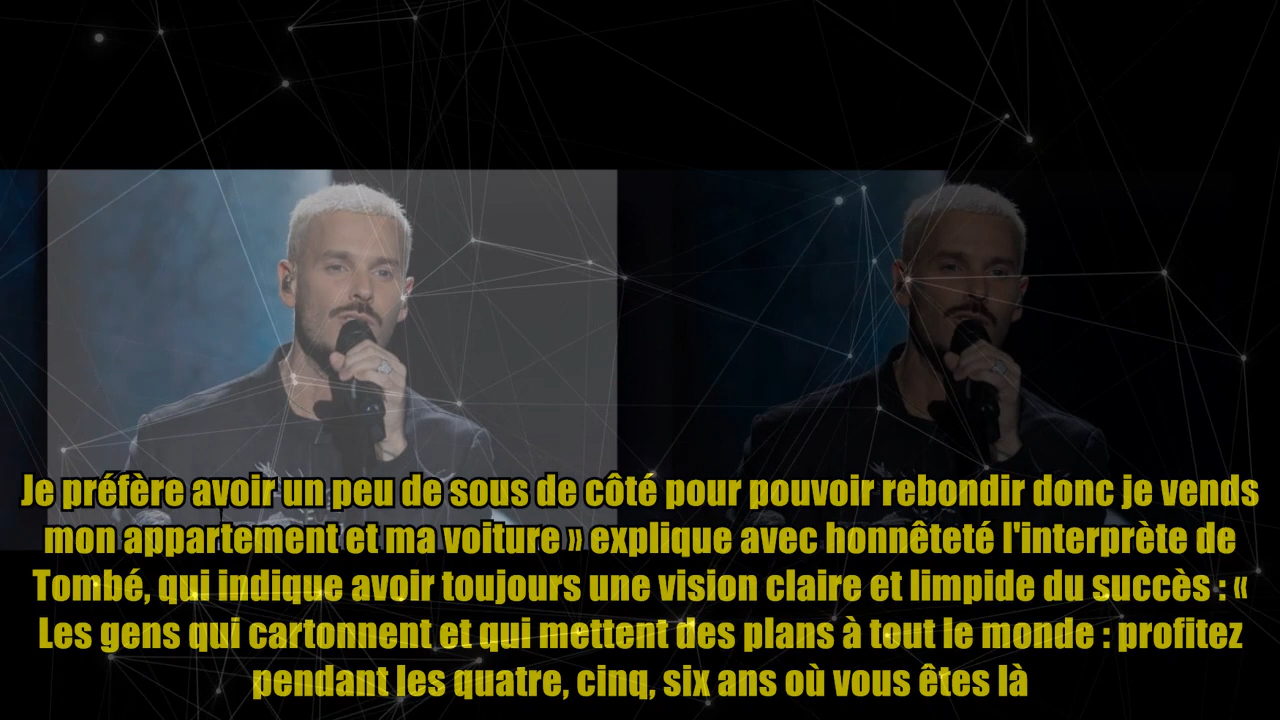 Je préfère avoir un peu de sous de côté pour pouvoir rebondir donc je vends
mon appartement et ma voiture » explique avec honnêteté l'interprète de
Tombé, qui indique avoir toujours une vision claire et limpide du succès : «
Les gens qui cartonnent et qui mettent des plans à tout le monde : profitez
pendant les quatre, cinq, six ans où vous êtes là